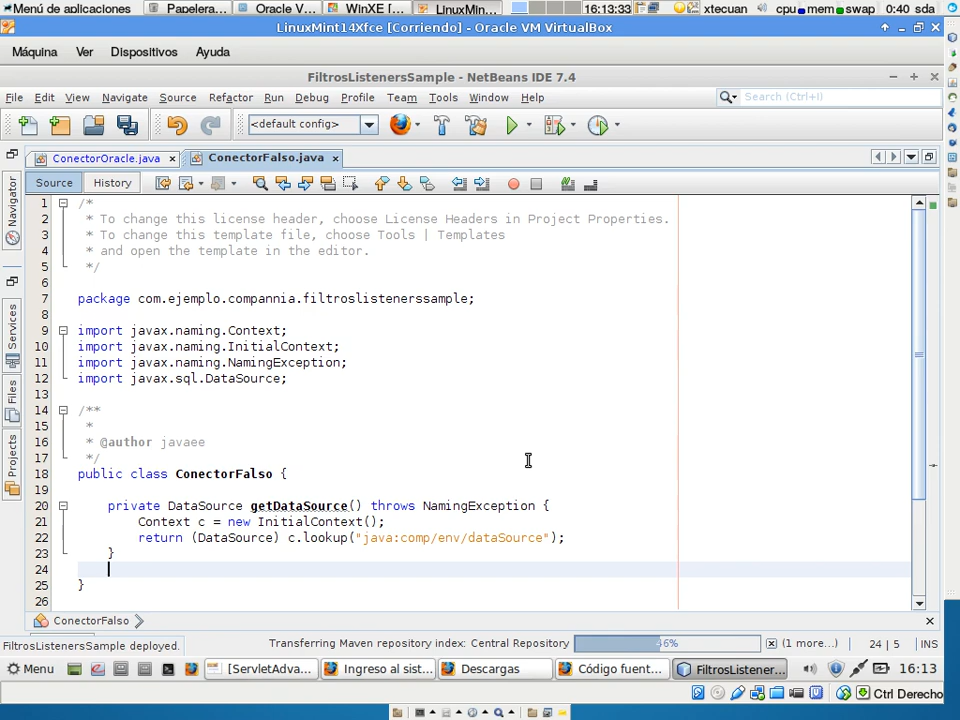 Menú de aplicaciones
Papelera...
Oracle V...
WinXE [...
LinuxMin...
16:13:33
xtecuan
cpu mem swap
0:40 sda
LinuxMint14Xfce [Corriendo] - Oracle VM VirtualBox
Máquina Ver Dispositivos Ayuda
FiltrosListenersSample - NetBeans IDE 7.4
File Edit View Navigate Source Refactor Run Debug Profile Team Tools Window Help
Search (Ctrl+I)
<default config>
ConectorOracle.java
ConectorFalso.java
Source History
Navigator
Services
Files
Projects
1 /*
2 * To change this license header, choose License Headers in Project Properties.
3 * To change this template file, choose Tools | Templates
4 * and open the template in the editor.
5 */
6
7 package com.ejemplo.compannia.filtroslistenerssample;
8
9 import javax.naming.Context;
10 import javax.naming.InitialContext;
11 import javax.naming.NamingException;
12 import javax.sql.DataSource;
13
14 /**
15 *
16 * @author javaee
17 */
18 public class ConectorFalso {
19
20 private DataSource getDataSource() throws NamingException {
21 Context c = new InitialContext();
22 return (DataSource) c.lookup("java:comp/env/dataSource");
23 }
24
25 }
26
ConectorFalso
FiltrosListenersSample deployed.
Transferring Maven repository index: Central Repository
46%
(1 more...)
24 | 5
INS
Menu
[ServletAdva...
Ingreso al sist...
Descargas
Código fuent...
FiltrosListener...
16:13
Ctrl Derecho